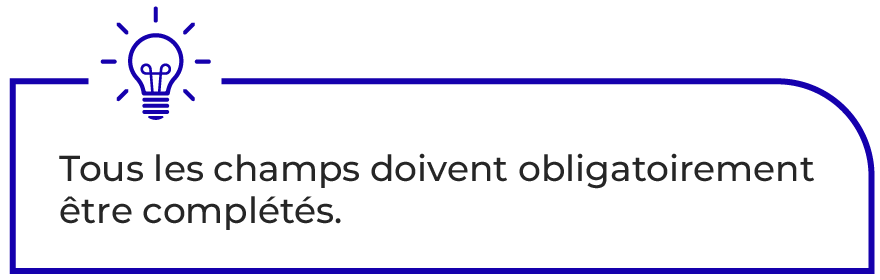 Tous les champs doivent obligatoirement
être complétés.